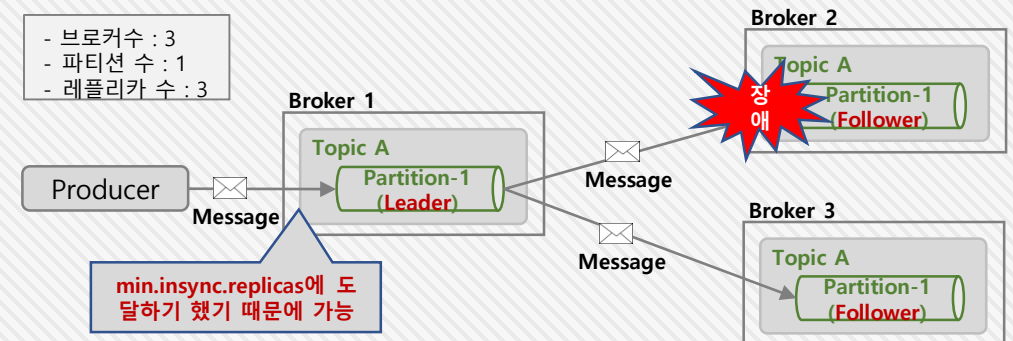 - 브로커수 : 3
- 파티션 수 : 1
- 레플리카 수 : 3
Producer
Message
Broker 1
Topic A
Partition-1
(Leader)
min.insync.replicas에 도
달하기 했기 때문에 가능
Message
Message
Broker 2
Topic A
장
애
Partition-1
(Follower)
Broker 3
Topic A
Partition-1
(Follower)